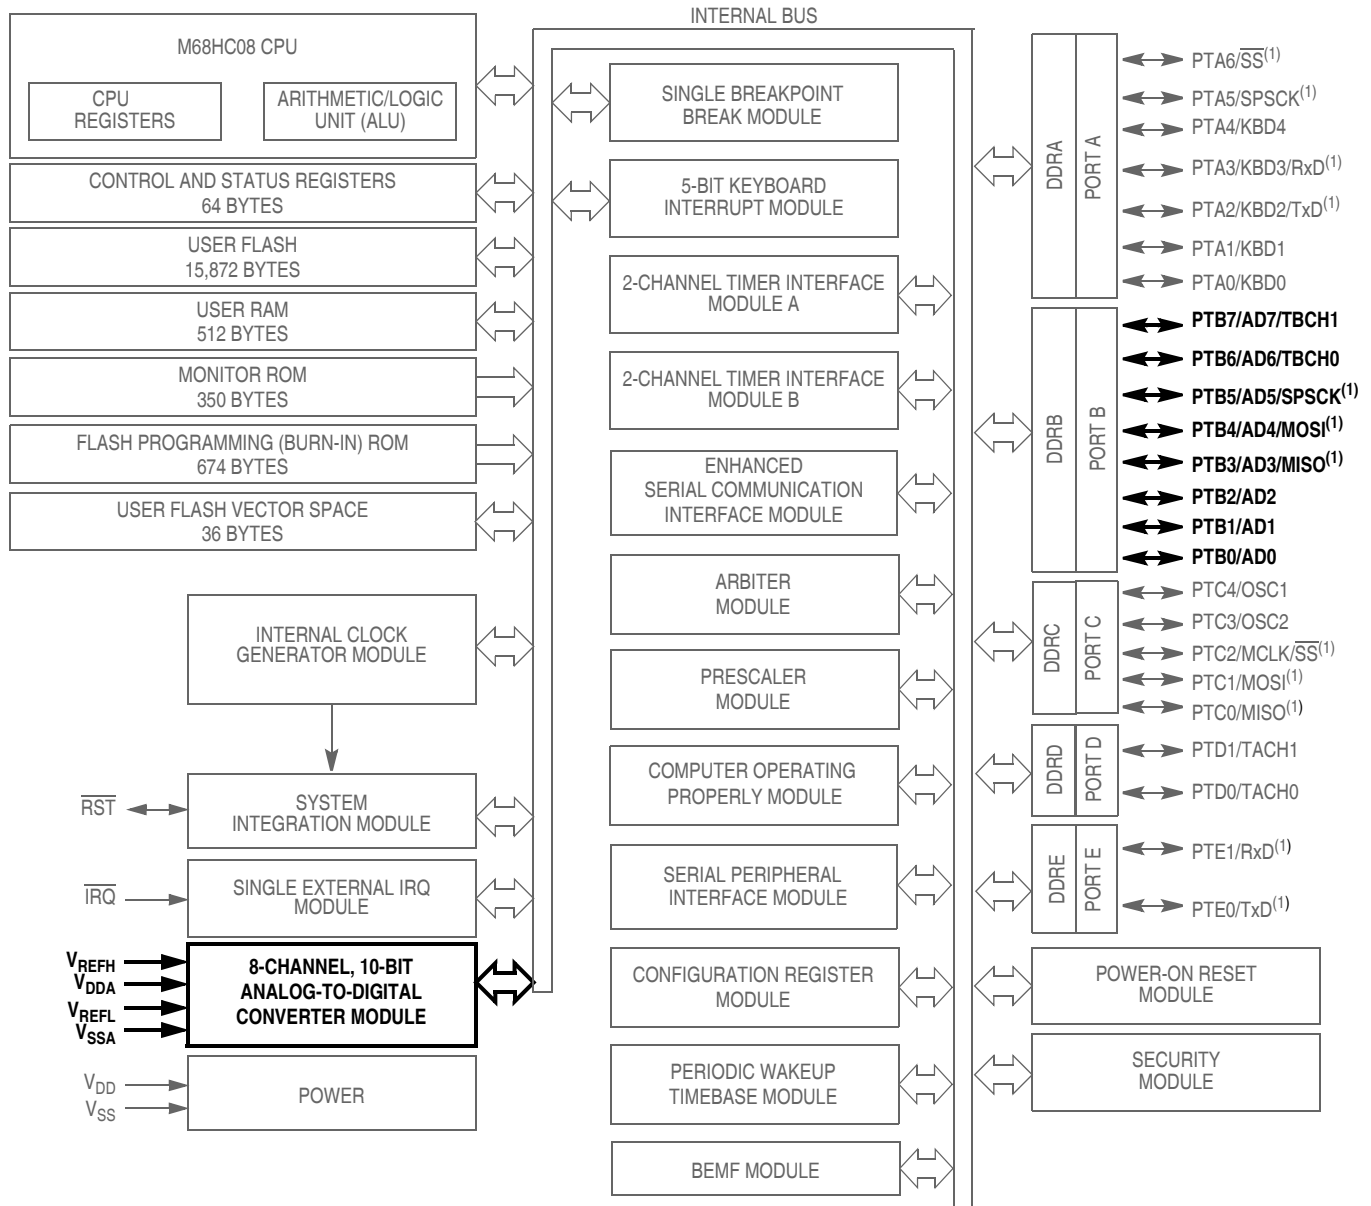 INTERNAL BUS
M68HC08 CPU
CPU
REGISTERS
ARITHMETIC/LOGIC
UNIT (ALU)
CONTROL AND STATUS REGISTERS
64 BYTES
USER FLASH
15,872 BYTES
USER RAM
512 BYTES
MONITOR ROM
350 BYTES
FLASH PROGRAMMING (BURN-IN) ROM
674 BYTES
USER FLASH VECTOR SPACE
36 BYTES
INTERNAL CLOCK
GENERATOR MODULE
RST
SYSTEM
INTEGRATION MODULE
IRQ
SINGLE EXTERNAL IRQ
MODULE
VREFH
VDDA
VREFL
VSSA
8-CHANNEL, 10-BIT
ANALOG-TO-DIGITAL
CONVERTER MODULE
VDD
VSS
POWER
SINGLE BREAKPOINT
BREAK MODULE
5-BIT KEYBOARD
INTERRUPT MODULE
2-CHANNEL TIMER INTERFACE
MODULE A
2-CHANNEL TIMER INTERFACE
MODULE B
ENHANCED
SERIAL COMMUNICATION
INTERFACE MODULE
ARBITER
MODULE
PRESCALER
MODULE
COMPUTER OPERATING
PROPERLY MODULE
SERIAL PERIPHERAL
INTERFACE MODULE
CONFIGURATION REGISTER
MODULE
PERIODIC WAKEUP
TIMEBASE MODULE
BEMF MODULE
DDRA
PORT A
PTA6/SS(1)
PTA5/SPSCK(1)
PTA4/KBD4
PTA3/KBD3/RxD(1)
PTA2/KBD2/TxD(1)
PTA1/KBD1
PTA0/KBD0
DDRB
PORT B
PTB7/AD7/TBCH1
PTB6/AD6/TBCH0
PTB5/AD5/SPSCK(1)
PTB4/AD4/MOSI(1)
PTB3/AD3/MISO(1)
PTB2/AD2
PTB1/AD1
PTB0/AD0
DDRC
PORT C
PTC4/OSC1
PTC3/OSC2
PTC2/MCLK/SS(1)
PTC1/MOSI(1)
PTC0/MISO(1)
DDRD
PORT D
PTD1/TACH1
PTD0/TACH0
DDRE
PORT E
PTE1/RxD(1)
PTE0/TxD(1)
POWER-ON RESET
MODULE
SECURITY
MODULE